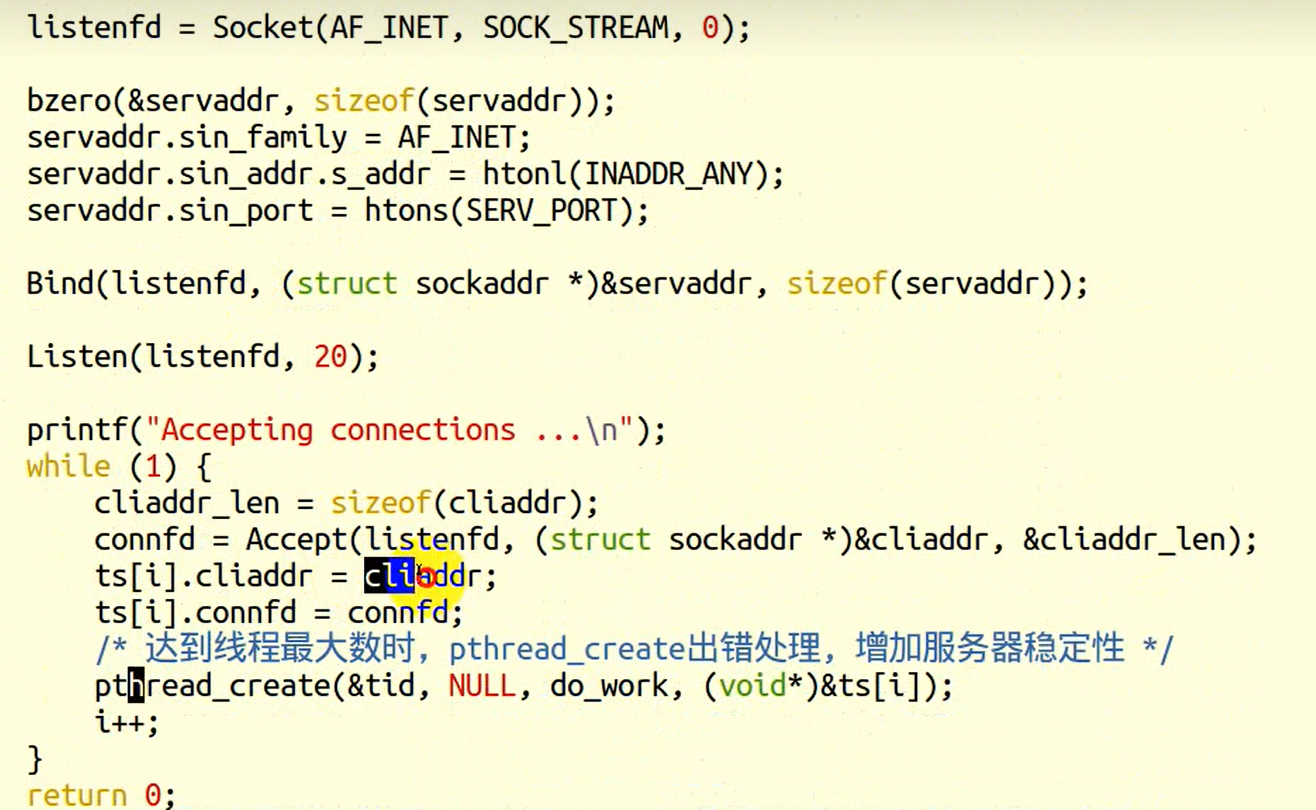 listenfd = Socket(AF_INET, SOCK_STREAM, 0);
bzero(&servaddr, sizeof(servaddr));
servaddr.sin_family = AF_INET;
servaddr.sin_addr.s_addr = htonl(INADDR_ANY);
servaddr.sin_port = htons(SERV_PORT);
Bind(listenfd, (struct sockaddr *)&servaddr, sizeof(servaddr));
Listen(listenfd, 20);
printf("Accepting connections ...\n");
while (1) {
    cliaddr_len = sizeof(cliaddr);
    connfd = Accept(listenfd, (struct sockaddr *)&cliaddr, &cliaddr_len);
    ts[i].cliaddr = cliaddr;
    ts[i].connfd = connfd;
    /* 达到线程最大数时，pthread_create出错处理, 增加服务器稳定性 */
    pthread_create(&tid, NULL, do_work, (void*)&ts[i]);
    i++;
}
return 0;